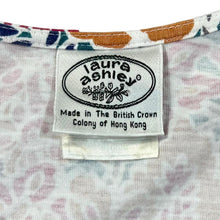 laura
ashley
Made in The British Crown
Colony of Hong Kong